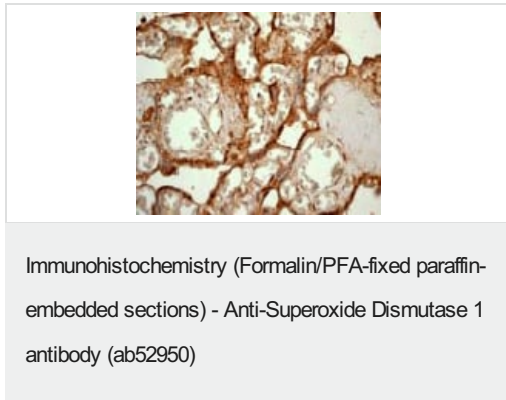 Immunohistochemistry (Formalin/PFA-fixed paraffin-
embedded sections) - Anti-Superoxide Dismutase 1
antibody (ab52950)